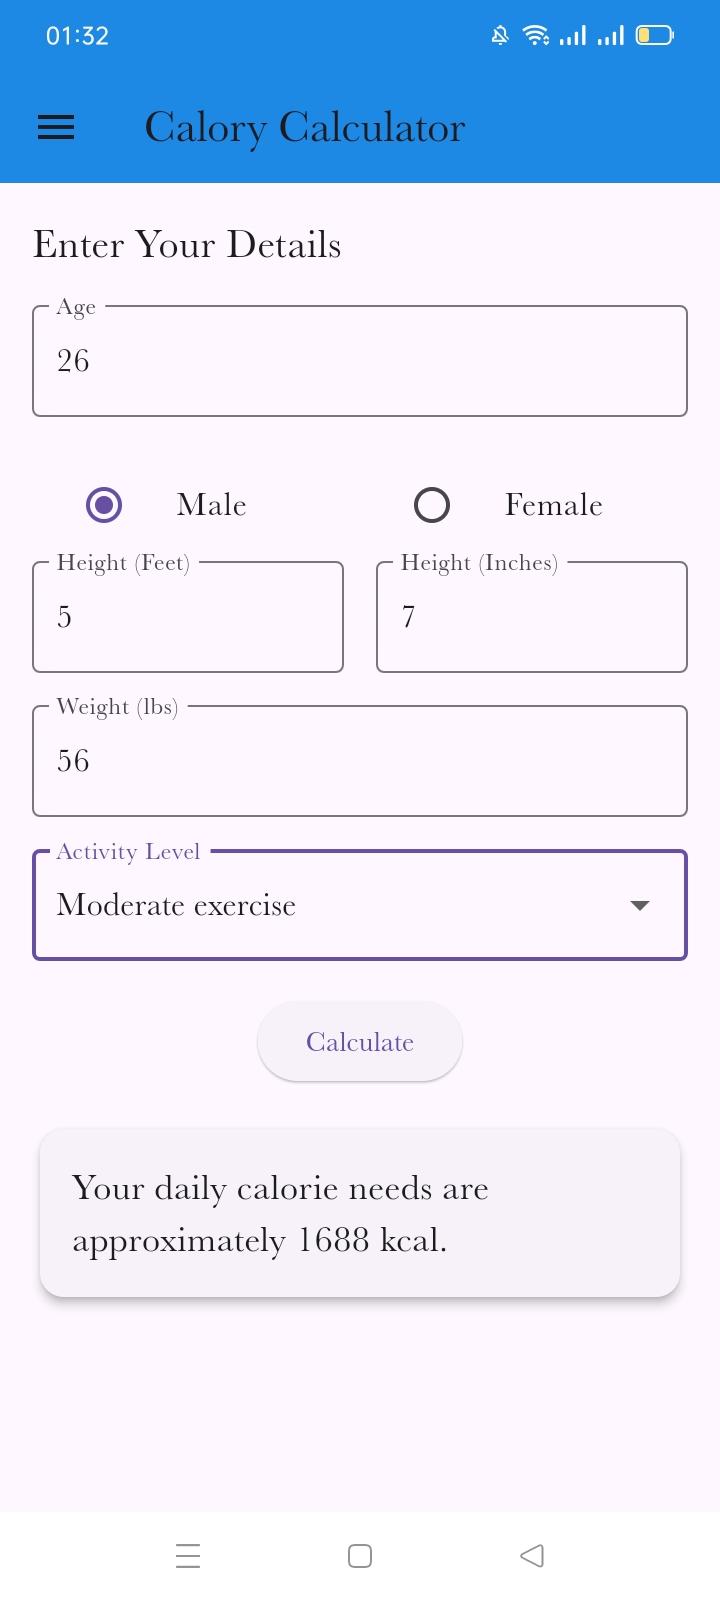 01:32
Calory Calculator
Enter Your Details
Age
26
Male Female
Height (Feet) Height (Inches)
5 7
Weight (lbs)
56
Activity Level
Moderate exercise
Calculate
Your daily calorie needs are
approximately 1688 kcal.